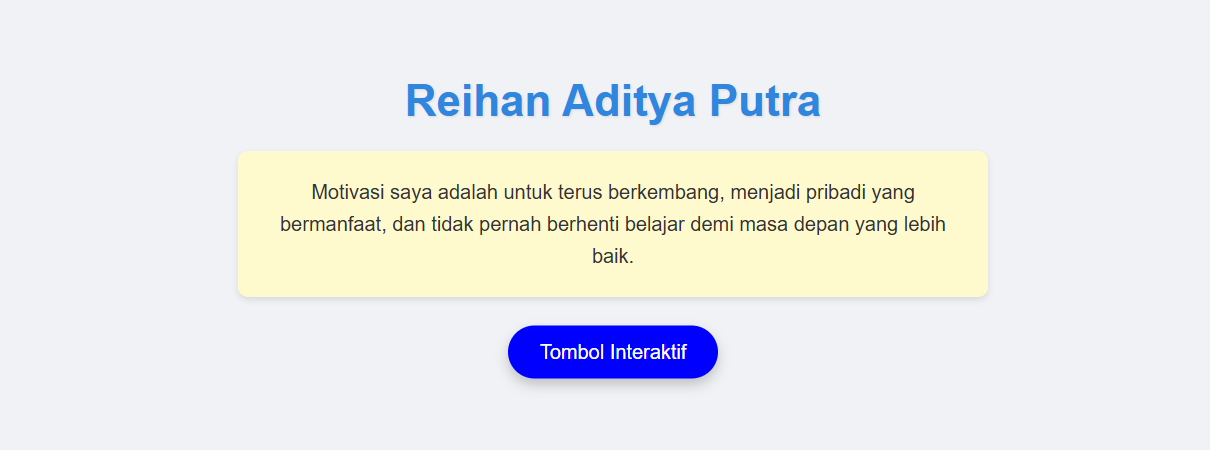 Reihan Aditya Putra
Motivasi saya adalah untuk terus berkembang, menjadi pribadi yang
bermanfaat, dan tidak pernah berhenti belajar demi masa depan yang lebih
baik.
Tombol Interaktif